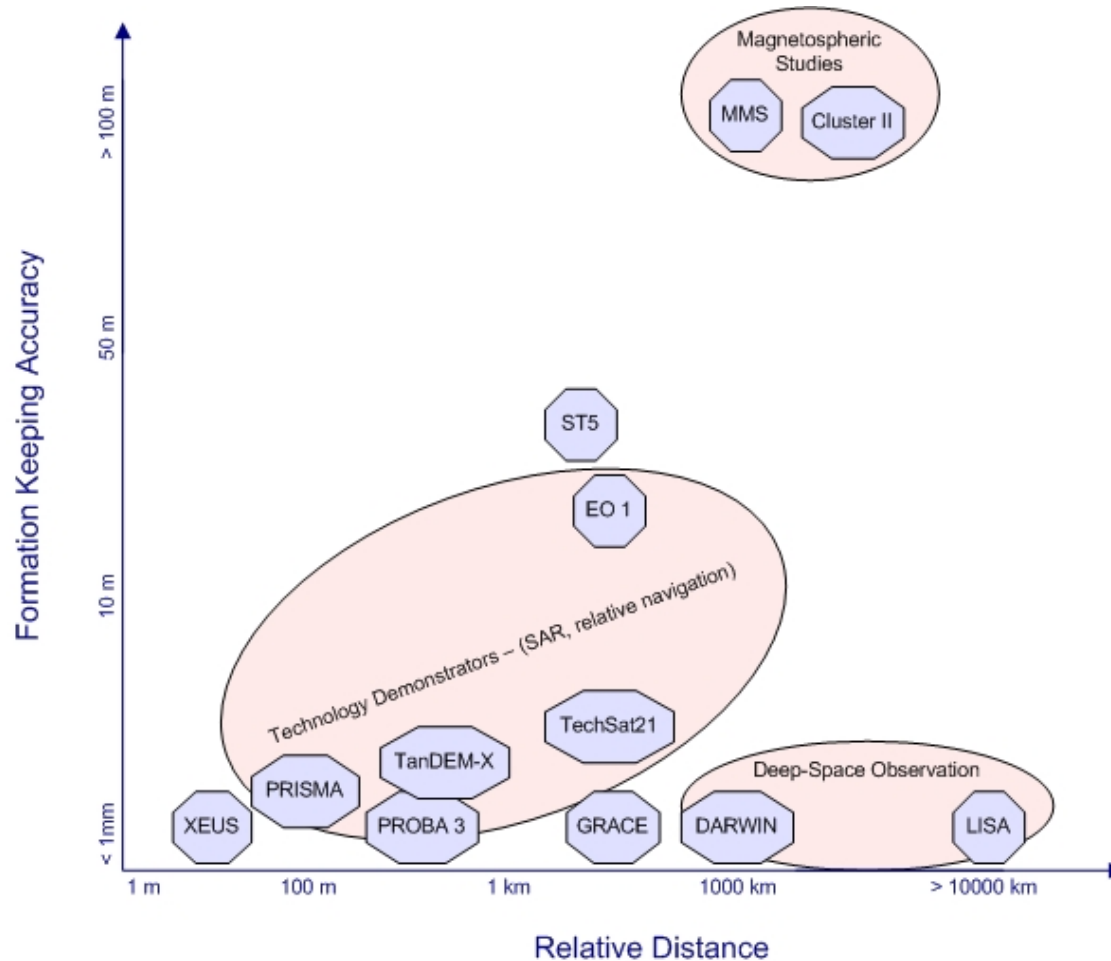 Magnetospheric
Studies
MMS
Cluster II
> 100 m
Formation Keeping Accuracy
50 m
ST5
EO 1
10 m
Technology Demonstrators – (SAR, relative navigation)
TechSat21
TanDEM-X
Deep-Space Observation
PRISMA
< 1mm
XEUS
PROBA 3
GRACE
DARWIN
LISA
1 m
100 m
1 km
1000 km
> 10000 km
Relative Distance